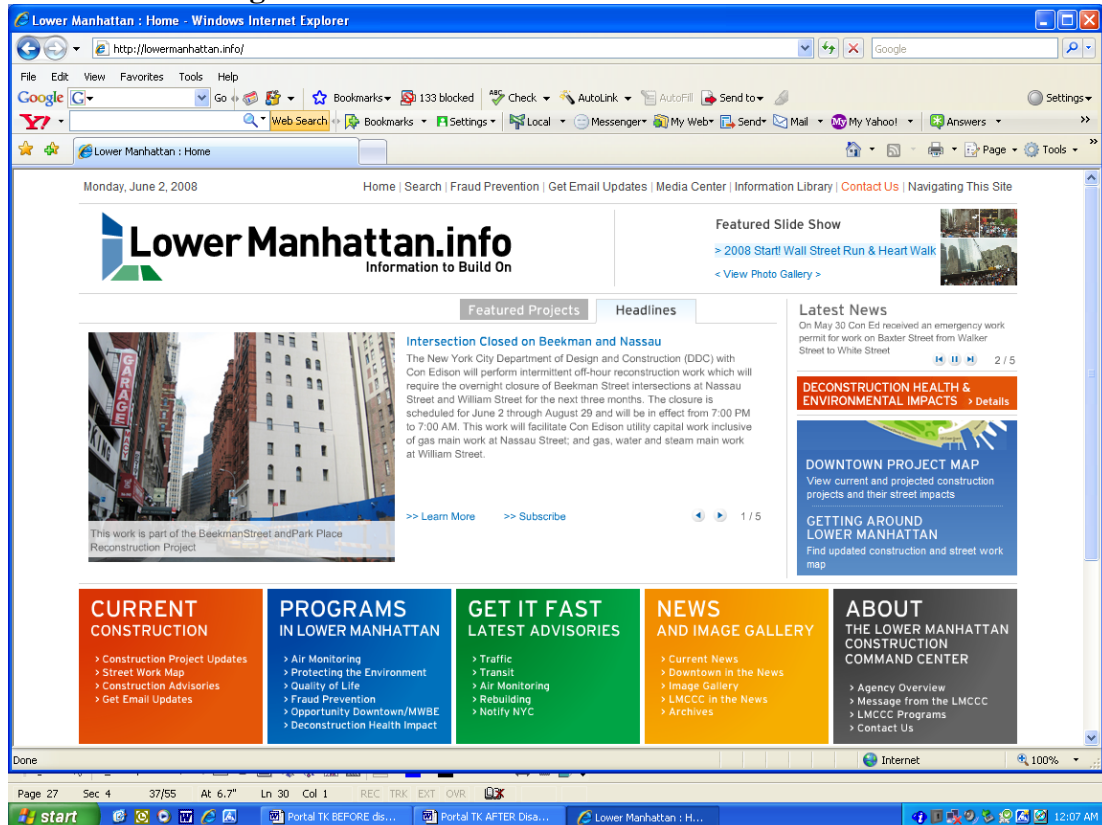 Lower Manhattan : Home - Windows Internet Explorer
http://lowermanhattan.info/
Google
File Edit View Favorites Tools Help
Google G Go Bookmarks 133 blocked ABC Check AutoLink AutoFill Send to Settings
Y! Web Search Bookmarks Settings Local Messenger My Web Send Mail My Yahoo! Answers >>
Lower Manhattan : Home
Page Tools >>
Monday, June 2, 2008
Home | Search | Fraud Prevention | Get Email Updates | Media Center | Information Library | Contact Us | Navigating This Site
LowerManhattan.info
Information to Build On
Featured Slide Show
> 2008 Start! Wall Street Run & Heart Walk
< View Photo Gallery >
Featured Projects Headlines
GARAGE
KING
This work is part of the BeekmanStreet andPark Place
Reconstruction Project
Intersection Closed on Beekman and Nassau
The New York City Department of Design and Construction (DDC) with
Con Edison will perform intermittent off-hour reconstruction work which will
require the overnight closure of Beekman Street intersections at Nassau
Street and William Street for the next three months. The closure is
scheduled for June 2 through August 29 and will be in effect from 7:00 PM
to 7:00 AM. This work will facilitate Con Edison utility capital work inclusive
of gas main work at Nassau Street; and gas, water and steam main work
at William Street.
>> Learn More >> Subscribe 1 / 5
Latest News
On May 30 Con Ed received an emergency work
permit for work on Baxter Street from Walker
Street to White Street
2 / 5
DECONSTRUCTION HEALTH &
ENVIRONMENTAL IMPACTS > Details
DOWNTOWN PROJECT MAP
View current and projected construction
projects and their street impacts
GETTING AROUND
LOWER MANHATTAN
Find updated construction and street work
map
CURRENT
CONSTRUCTION
> Construction Project Updates
> Street Work Map
> Construction Advisories
> Get Email Updates
PROGRAMS
IN LOWER MANHATTAN
> Air Monitoring
> Protecting the Environment
> Quality of Life
> Fraud Prevention
> Opportunity Downtown/MWBE
> Deconstruction Health Impact
GET IT FAST
LATEST ADVISORIES
> Traffic
> Transit
> Air Monitoring
> Rebuilding
> Notify NYC
NEWS
AND IMAGE GALLERY
> Current News
> Downtown in the News
> Image Gallery
> LMCCC in the News
> Archives
ABOUT
THE LOWER MANHATTAN
CONSTRUCTION
COMMAND CENTER
> Agency Overview
> Message from the LMCCC
> LMCCC Programs
> Contact Us
Done Internet 100%
Page 27 Sec 4 37/55 At 6.7" Ln 30 Col 1 REC TRK EXT OVR
start Portal TK BEFORE dis... Portal TK AFTER Disa... Lower Manhattan : H... 12:07 AM